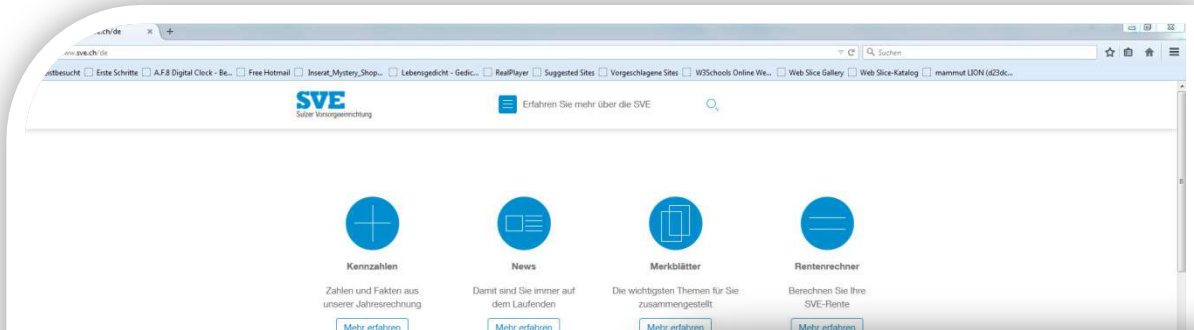 .ch/de × +
www.sve.ch/de Suchen
Erste Schritte A.F.8 Digital Clock - Be... Free Hotmail Inserat_Mystery_Shop... Lebensgedicht - Gedic... RealPlayer Suggested Sites Vorgeschlagene Sites W3Schools Online We... Web Slice Gallery Web Slice-Katalog mammut LION (d23dc...
SVE
Sulzer Vorsorgeeinrichtung
Erfahren Sie mehr über die SVE
Kennzahlen
Zahlen und Fakten aus
unserer Jahresrechnung
Mehr erfahren
News
Damit sind Sie immer auf
dem Laufenden
Mehr erfahren
Merkblätter
Die wichtigsten Themen für Sie
zusammengestellt
Mehr erfahren
Rentenrechner
Berechnen Sie Ihre
SVE-Rente
Mehr erfahren